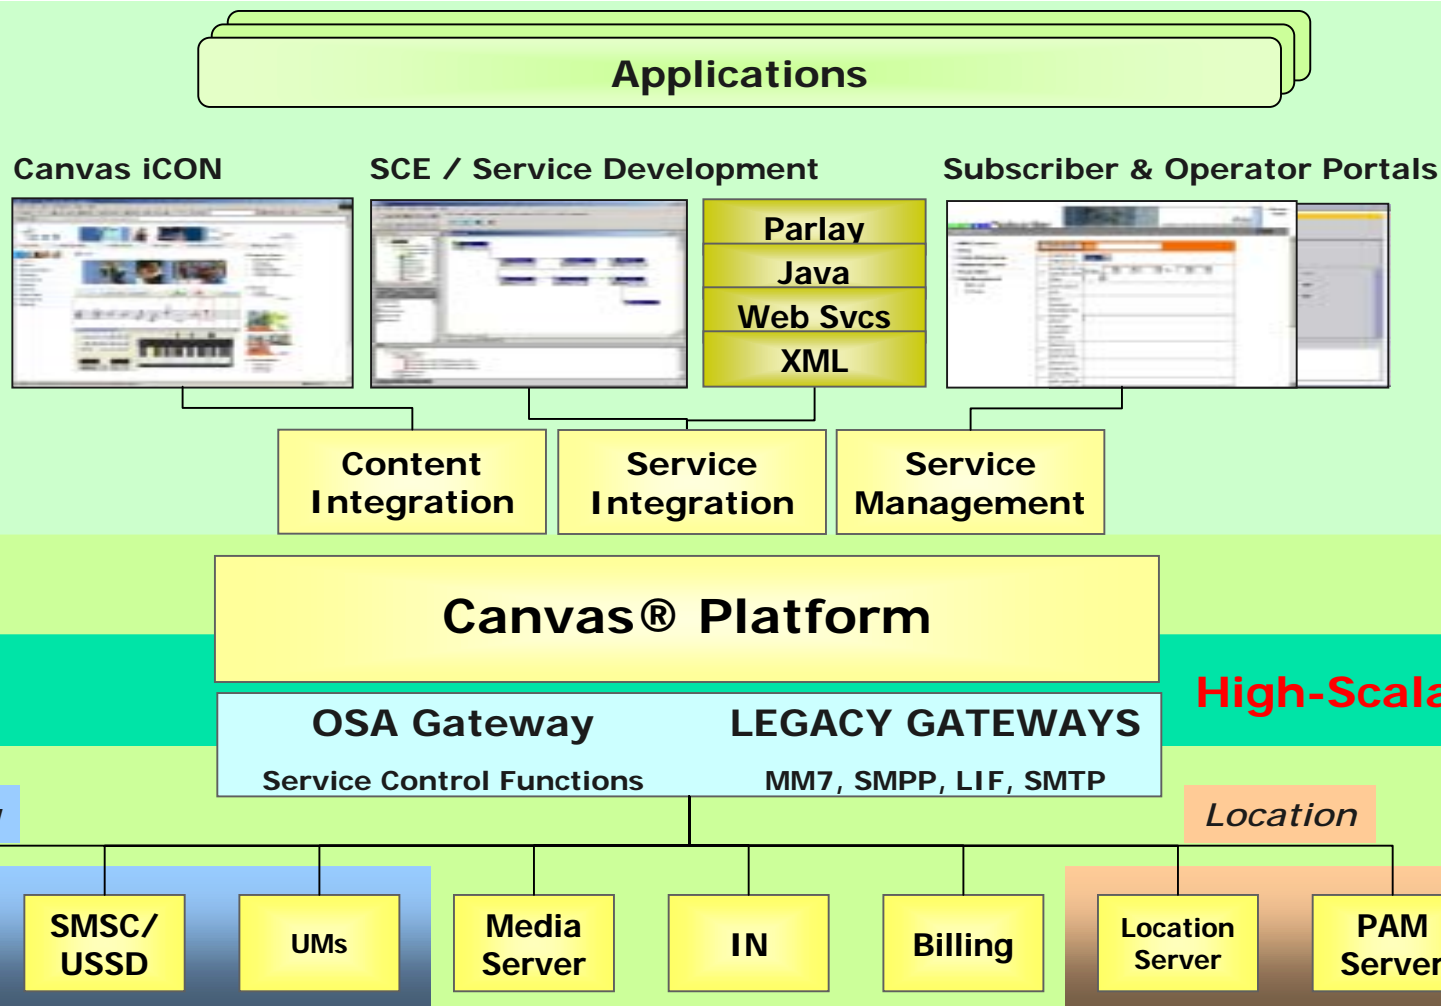 Applications
Canvas iCON
SCE / Service Development
Subscriber & Operator Portals
Parlay
Java
Web Svcs
XML
Content
Integration
Service
Integration
Service
Management
Canvas® Platform
High-Scala
OSA Gateway
LEGACY GATEWAYS
Service Control Functions
MM7, SMPP, LIF, SMTP
Location
SMSC/
USSD
UMs
Media
Server
IN
Billing
Location
Server
PAM
Server